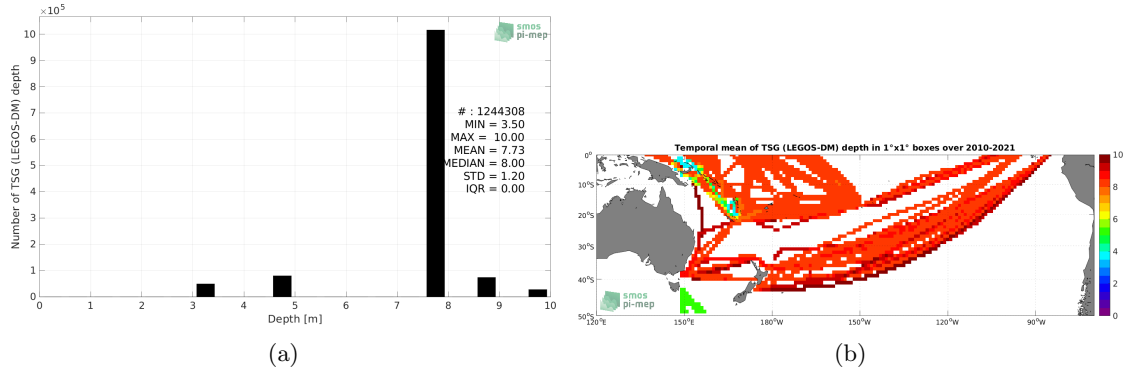 ×10⁵
10
9
8
7
6
5
4
3
2
1
0
Number of TSG (LEGOS-DM) depth
smos
pi-mep
# : 1244308
MIN = 3.50
MAX = 10.00
MEAN = 7.73
MEDIAN = 8.00
STD = 1.20
IQR = 0.00
0 1 2 3 4 5 6 7 8 9 10
Depth [m]
(a)
Temporal mean of TSG (LEGOS-DM) depth in 1°x1° boxes over 2010-2021
0°
10°S
20°S
30°S
40°S
50°S
smos
pi-mep
120°E 150°E 180°W 150°W 120°W 90°W
10
8
6
4
2
0
(b)